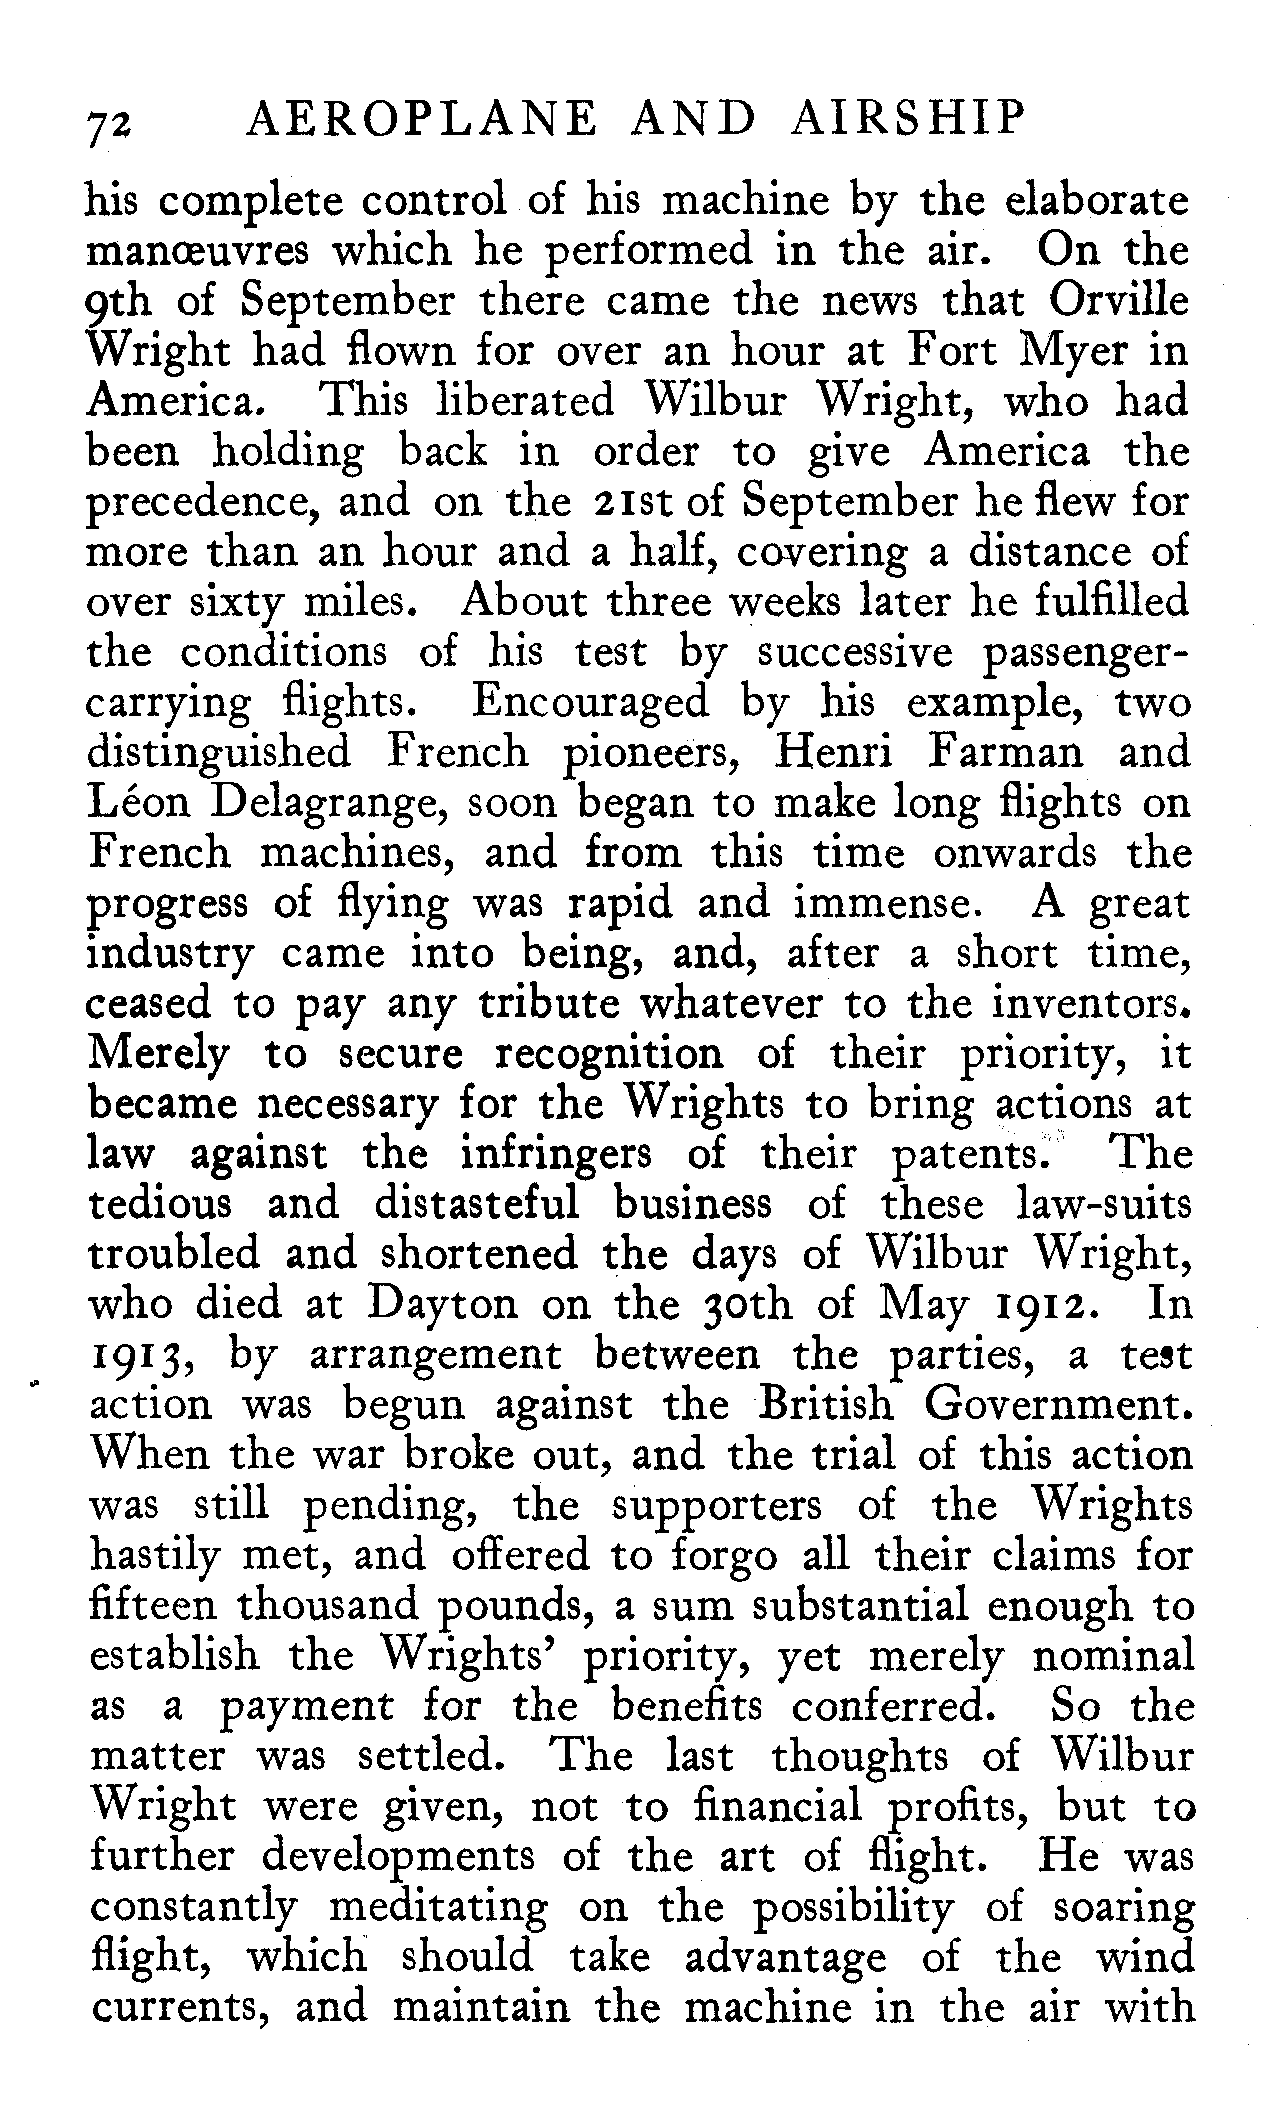 72 AEROPLANE AND AIRSHIP
his complete control of his machine by the elaborate
manœuvres which he performed in the air. On the
9th of September there came the news that Orville
Wright had flown for over an hour at Fort Myer in
America. This liberated Wilbur Wright, who had
been holding back in order to give America the
precedence, and on the 21st of September he flew for
more than an hour and a half, covering a distance of
over sixty miles. About three weeks later he fulfilled
the conditions of his test by successive passenger-
carrying flights. Encouraged by his example, two
distinguished French pioneers, Henri Farman and
Léon Delagrange, soon began to make long flights on
French machines, and from this time onwards the
progress of flying was rapid and immense. A great
industry came into being, and, after a short time,
ceased to pay any tribute whatever to the inventors.
Merely to secure recognition of their priority, it
became necessary for the Wrights to bring actions at
law against the infringers of their patents. The
tedious and distasteful business of these law-suits
troubled and shortened the days of Wilbur Wright,
who died at Dayton on the 30th of May 1912. In
1913, by arrangement between the parties, a test
action was begun against the British Government.
When the war broke out, and the trial of this action
was still pending, the supporters of the Wrights
hastily met, and offered to forgo all their claims for
fifteen thousand pounds, a sum substantial enough to
establish the Wrights' priority, yet merely nominal
as a payment for the benefits conferred. So the
matter was settled. The last thoughts of Wilbur
Wright were given, not to financial profits, but to
further developments of the art of flight. He was
constantly meditating on the possibility of soaring
flight, which should take advantage of the wind
currents, and maintain the machine in the air with